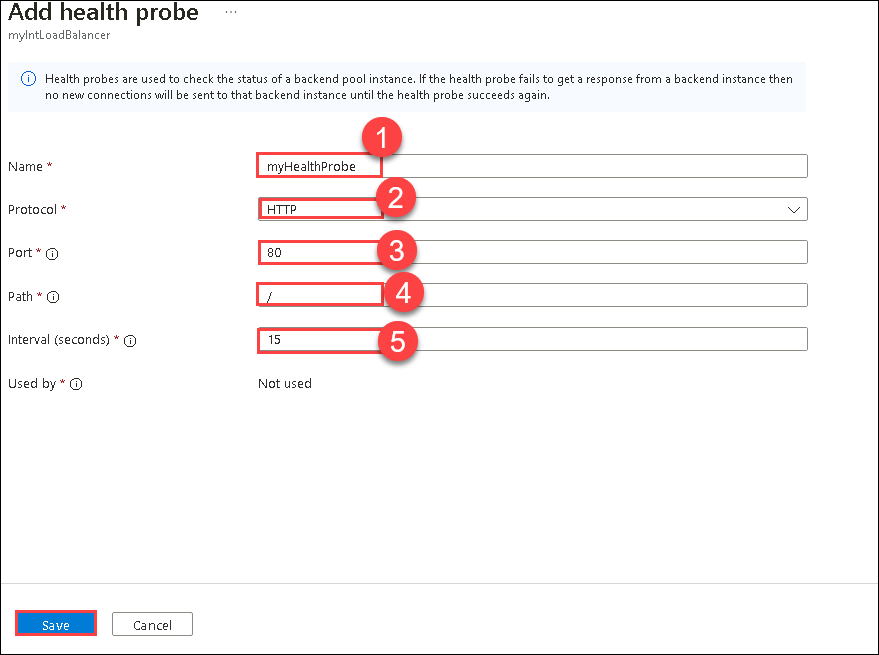 Add health probe ...
myIntLoadBalancer
Health probes are used to check the status of a backend pool instance. If the health probe fails to get a response from a backend instance then
no new connections will be sent to that backend instance until the health probe succeeds again.
1
Name * myHealthProbe
2
Protocol * HTTP
Port * 80 3
Path * / 4
Interval (seconds) * 15 5
Used by * Not used
Save Cancel